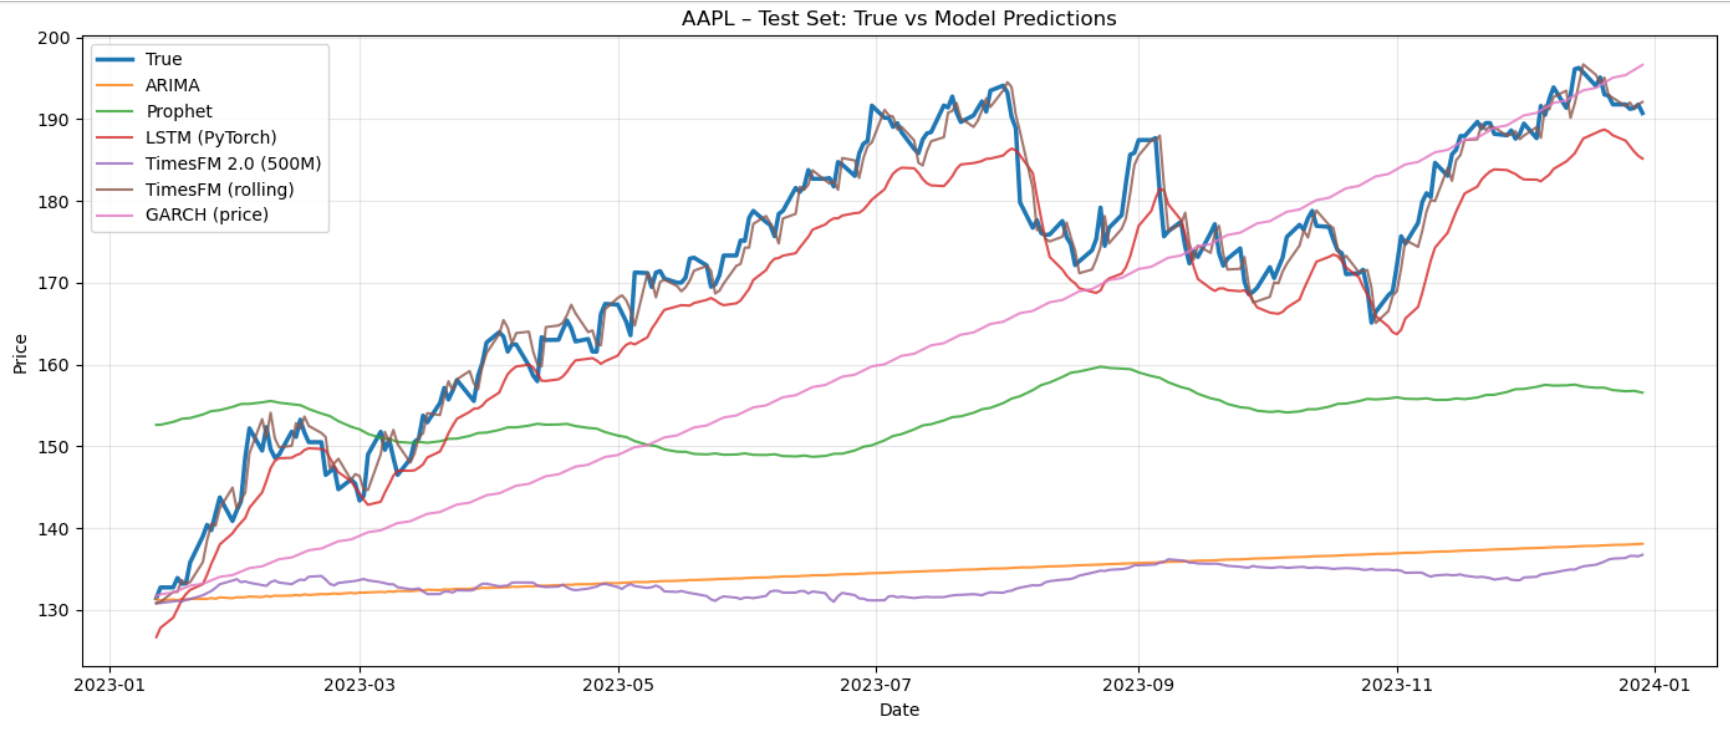 AAPL – Test Set: True vs Model Predictions
200
190
180
170
160
150
140
130
Price
True
ARIMA
Prophet
LSTM (PyTorch)
TimesFM 2.0 (500M)
TimesFM (rolling)
GARCH (price)
2023-01
2023-03
2023-05
2023-07
2023-09
2023-11
2024-01
Date